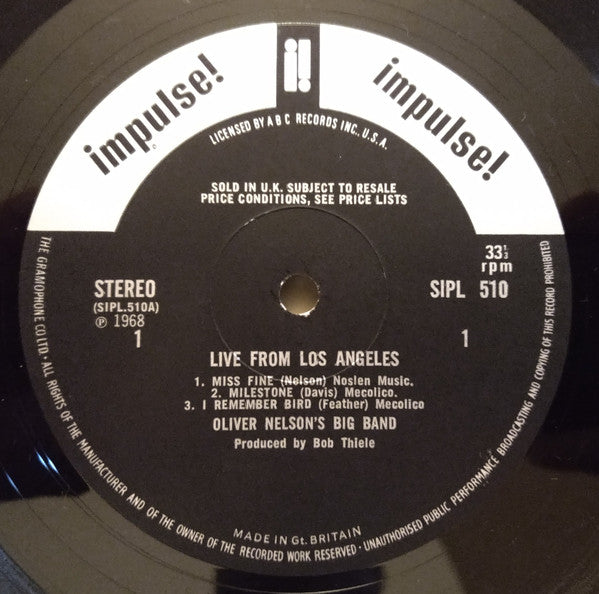 impulse!
i!
impulse!
LICENSED BY A B C RECORDS INC., U.S.A.
SOLD IN U.K. SUBJECT TO RESALE
PRICE CONDITIONS, SEE PRICE LISTS
STEREO
(SIPL.510A)
℗ 1968
1
33⅓
rpm
SIPL 510
1
LIVE FROM LOS ANGELES
1. MISS FINE (Nelson) Noslen Music.
2. MILESTONE (Davis) Mecolico.
3. I REMEMBER BIRD (Feather) Mecolico
OLIVER NELSON'S BIG BAND
Produced by Bob Thiele
MADE IN Gt. BRITAIN
THE GRAMOPHONE CO LTD · ALL RIGHTS OF THE MANUFACTURER AND OF THE OWNER OF THE RECORDED WORK RESERVED · UNAUTHORISED PUBLIC PERFORMANCE BROADCASTING AND COPYING OF THIS RECORD PROHIBITED